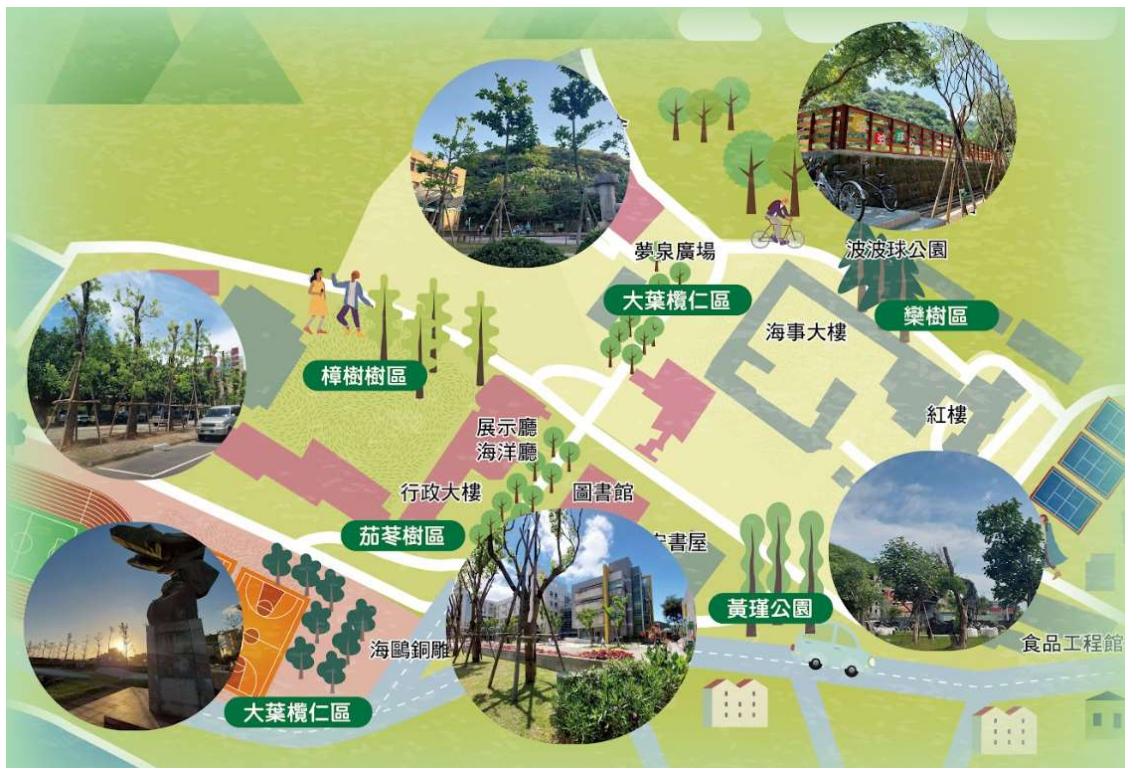 夢泉廣場
波波球公園
大葉欖仁區
欒樹區
海事大樓
樟樹樹區
紅樓
展示廳
海洋廳
行政大樓
圖書館
茄苳樹區
書屋
黃瑾公園
食品工程館
海鷗銅雕
大葉欖仁區